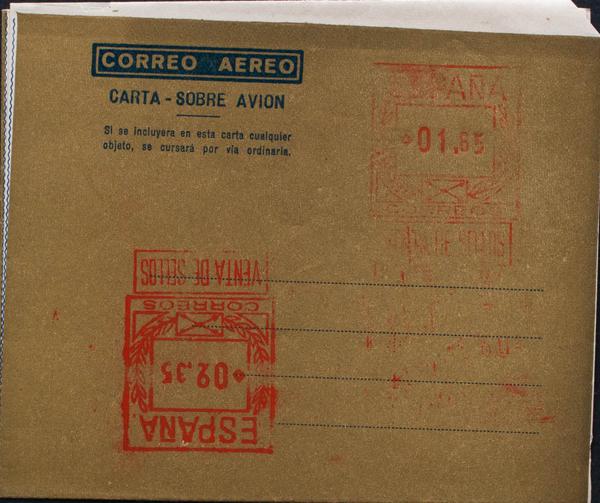 CORREO AEREO
CARTA - SOBRE AVION
Si se incluyera en esta carta cualquier
objeto, se cursará por vía ordinaria.
ESPAÑA
01.65
CORREOS
VENTA DE SELLOS
CORREOS
02.35
ESPAÑA